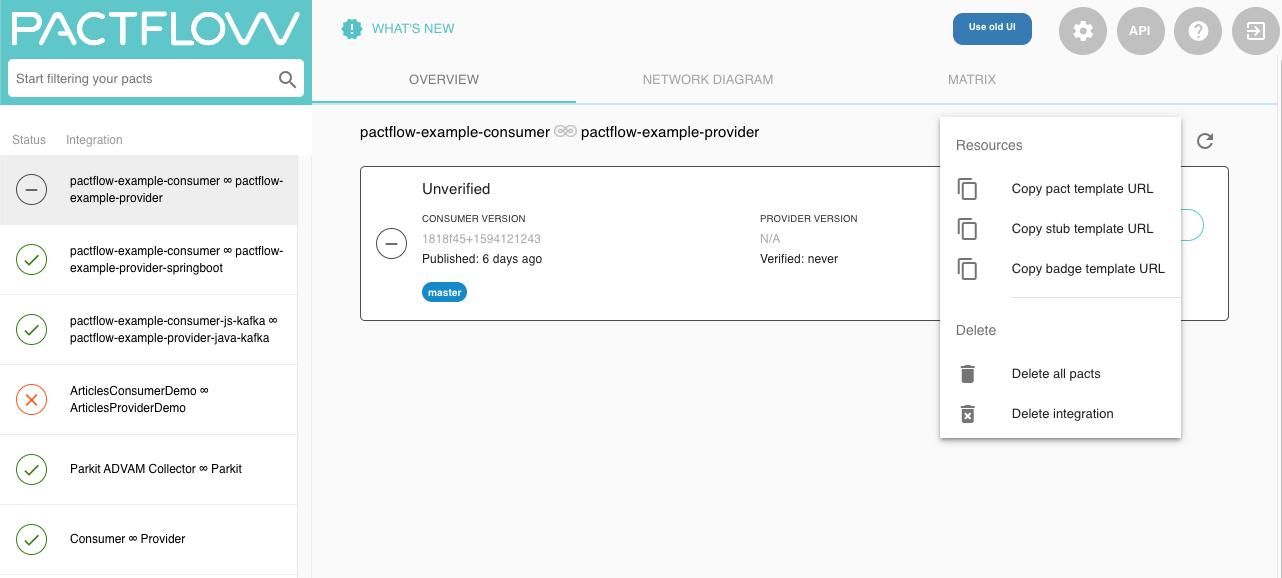 PACTFLOW
Start filtering your pacts
WHAT'S NEW
Use old UI
API
OVERVIEW
NETWORK DIAGRAM
MATRIX
Status
Integration
pactflow-example-consumer ∞ pactflow-
example-provider
pactflow-example-consumer ∞ pactflow-
example-provider-springboot
pactflow-example-consumer-js-kafka ∞
pactflow-example-provider-java-kafka
ArticlesConsumerDemo ∞
ArticlesProviderDemo
Parkit ADVAM Collector ∞ Parkit
Consumer ∞ Provider
pactflow-example-consumer ∞ pactflow-example-provider
Unverified
CONSUMER VERSION
1818f45+1594121243
Published: 6 days ago
master
PROVIDER VERSION
N/A
Verified: never
Resources
Copy pact template URL
Copy stub template URL
Copy badge template URL
Delete
Delete all pacts
Delete integration